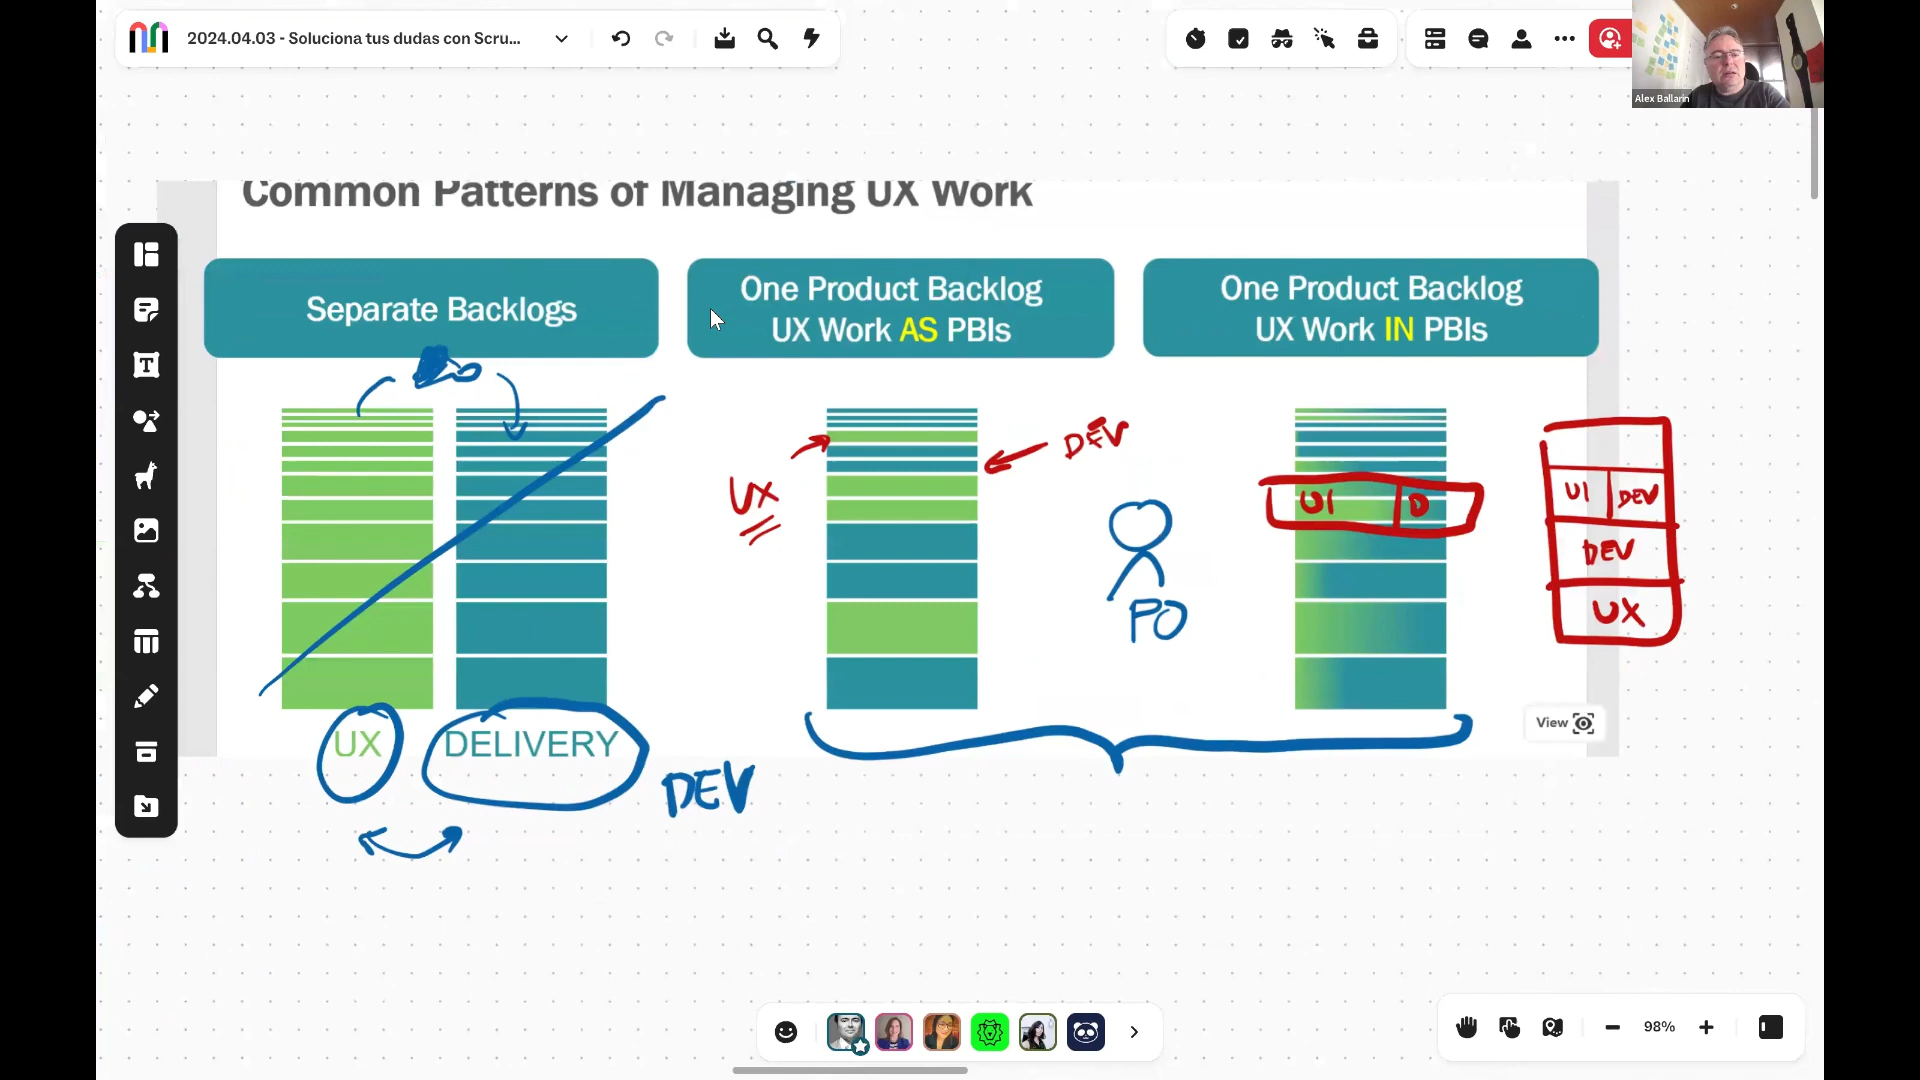 2024.04.03 - Soluciona tus dudas con Scru...
Alex Ballarin
Common Patterns of Managing UX Work
Separate Backlogs
One Product Backlog
UX Work AS PBIs
One Product Backlog
UX Work IN PBIs
DEV
UX
UI
D
UI
DEV
DEV
UX
PO
View
UX
DELIVERY
DEV
98%